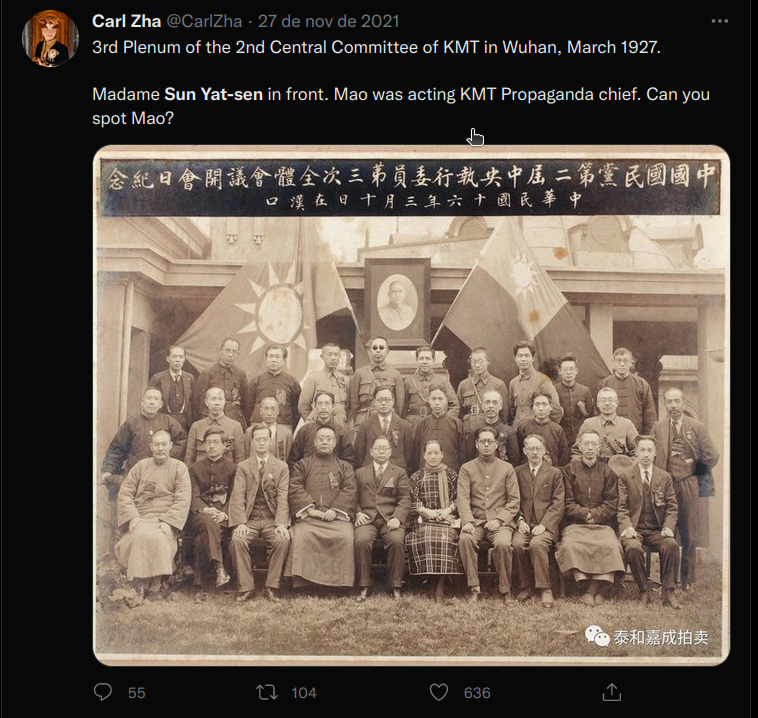 Carl Zha @CarlZha · 27 de nov de 2021
3rd Plenum of the 2nd Central Committee of KMT in Wuhan, March 1927.
Madame Sun Yat-sen in front. Mao was acting KMT Propaganda chief. Can you
spot Mao?
中國國民黨第二屆中央執行委員第三次全體會議開會日紀念
中華民國十六年三月十日在漢口
泰和嘉成拍卖
55 104 636